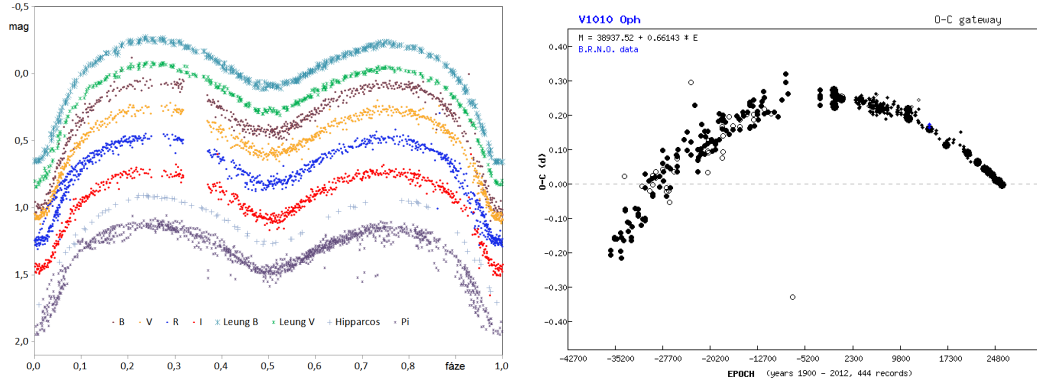 -0,5
mag
0,0
0,5
1,0
1,5
2,0
B V R I Leung B Leung V Hipparcos Pi
0,0 0,1 0,2 0,3 0,4 0,5 0,6 0,7 0,8 fáze 0,9 1,0
V1010 Oph O-C gateway
M = 38937.52 + 0.66143 * E
B.R.N.O. data
O-C (d)
0.40
0.30
0.20
0.10
0.00
-0.10
-0.20
-0.30
-0.40
-42700 -35200 -27700 -20200 -12700 -5200 2300 9800 17300 24800
EPOCH (years 1900 - 2012, 444 records)